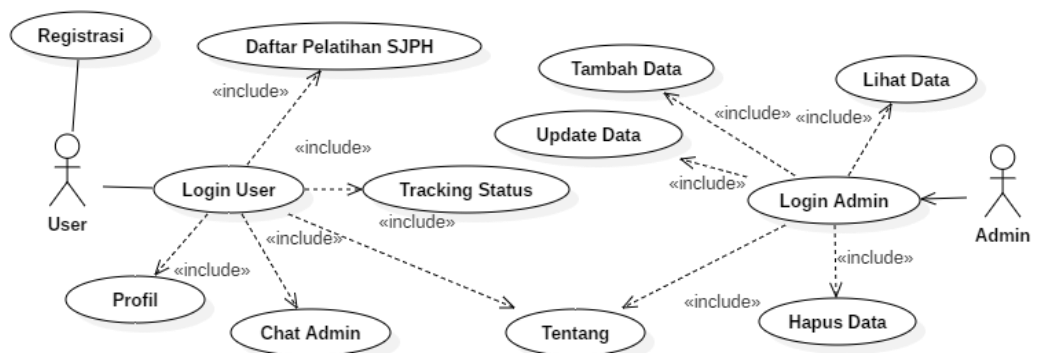 Registrasi
Daftar Pelatihan SJPH
Tambah Data
Lihat Data
«include»
«include»
«include»
Update Data
«include»
«include»
Login User
Tracking Status
Login Admin
User
«include»
Admin
«include»
«include»
«include»
Profil
«include»
Chat Admin
Tentang
Hapus Data